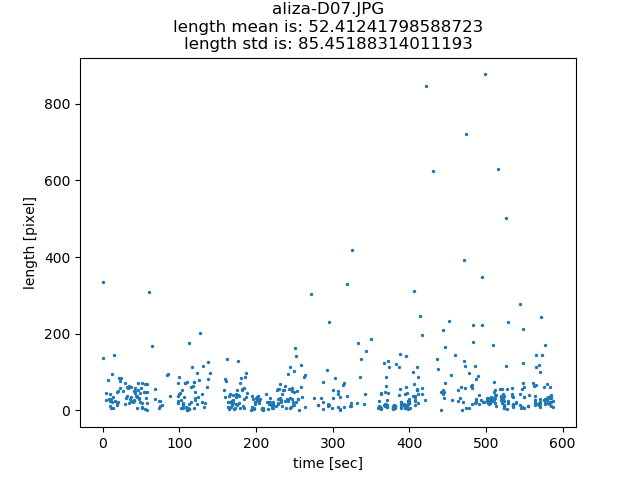 aliza-D07.JPG
length mean is: 52.41241798588723
length std is: 85.45188314011193
800
600
400
200
0
length [pixel]
0 100 200 300 400 500 600
time [sec]